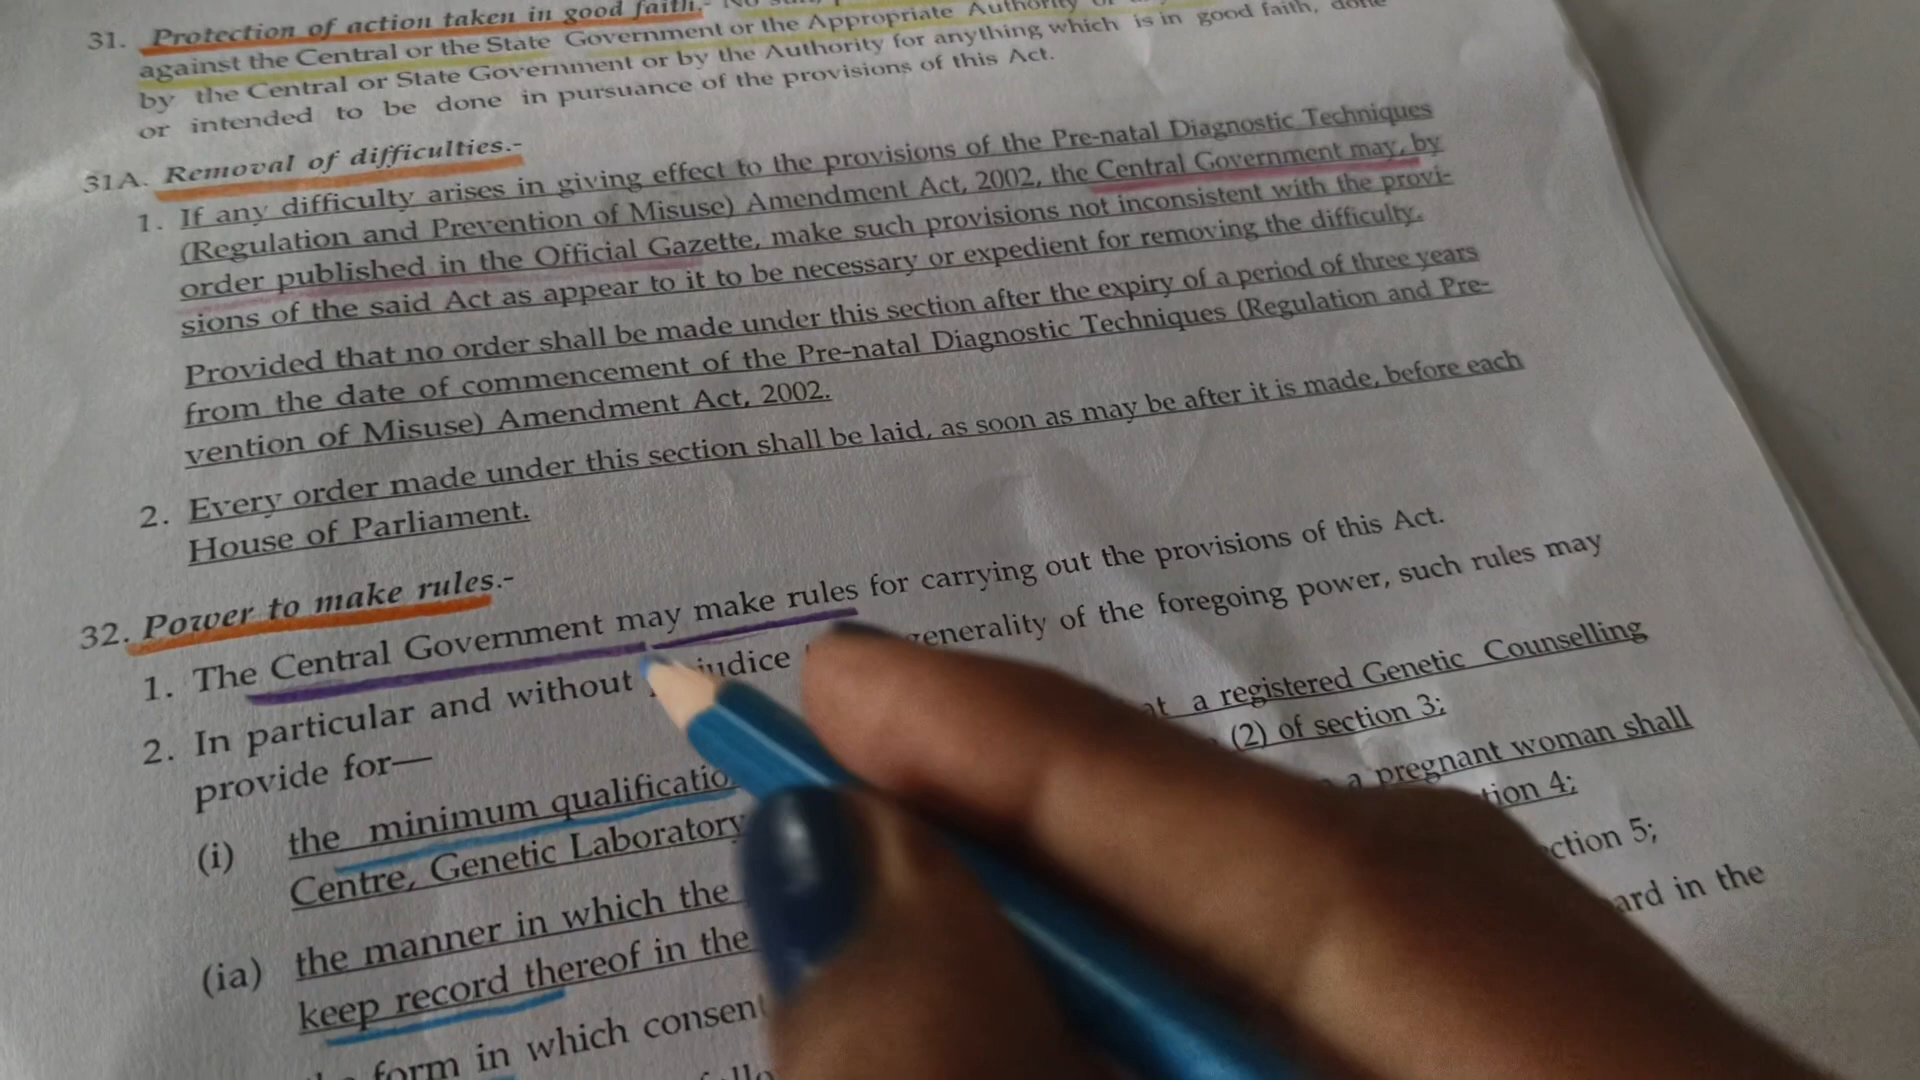 31. Protection of action taken in good faith.-
against the Central or the State Government or the Appropriate Authority
by the Central or State Government or by the Authority for anything which is in good faith, done
or intended to be done in pursuance of the provisions of this Act.
31A. Removal of difficulties.-
1. If any difficulty arises in giving effect to the provisions of the Pre-natal Diagnostic Techniques
(Regulation and Prevention of Misuse) Amendment Act, 2002, the Central Government may, by
order published in the Official Gazette, make such provisions not inconsistent with the provi-
sions of the said Act as appear to it to be necessary or expedient for removing the difficulty.
Provided that no order shall be made under this section after the expiry of a period of three years
from the date of commencement of the Pre-natal Diagnostic Techniques (Regulation and Pre-
vention of Misuse) Amendment Act, 2002.
2. Every order made under this section shall be laid, as soon as may be after it is made, before each
House of Parliament.
32. Power to make rules.-
1. The Central Government may make rules for carrying out the provisions of this Act.
2. In particular and without generality of the foregoing power, such rules may
provide for—
(i) the minimum a registered Genetic Counselling
Centre, Genetic Laboratory (2) of section 3;
(ia) the manner in which the a pregnant woman shall
keep record thereof in the 4;
form in which 5;
in the